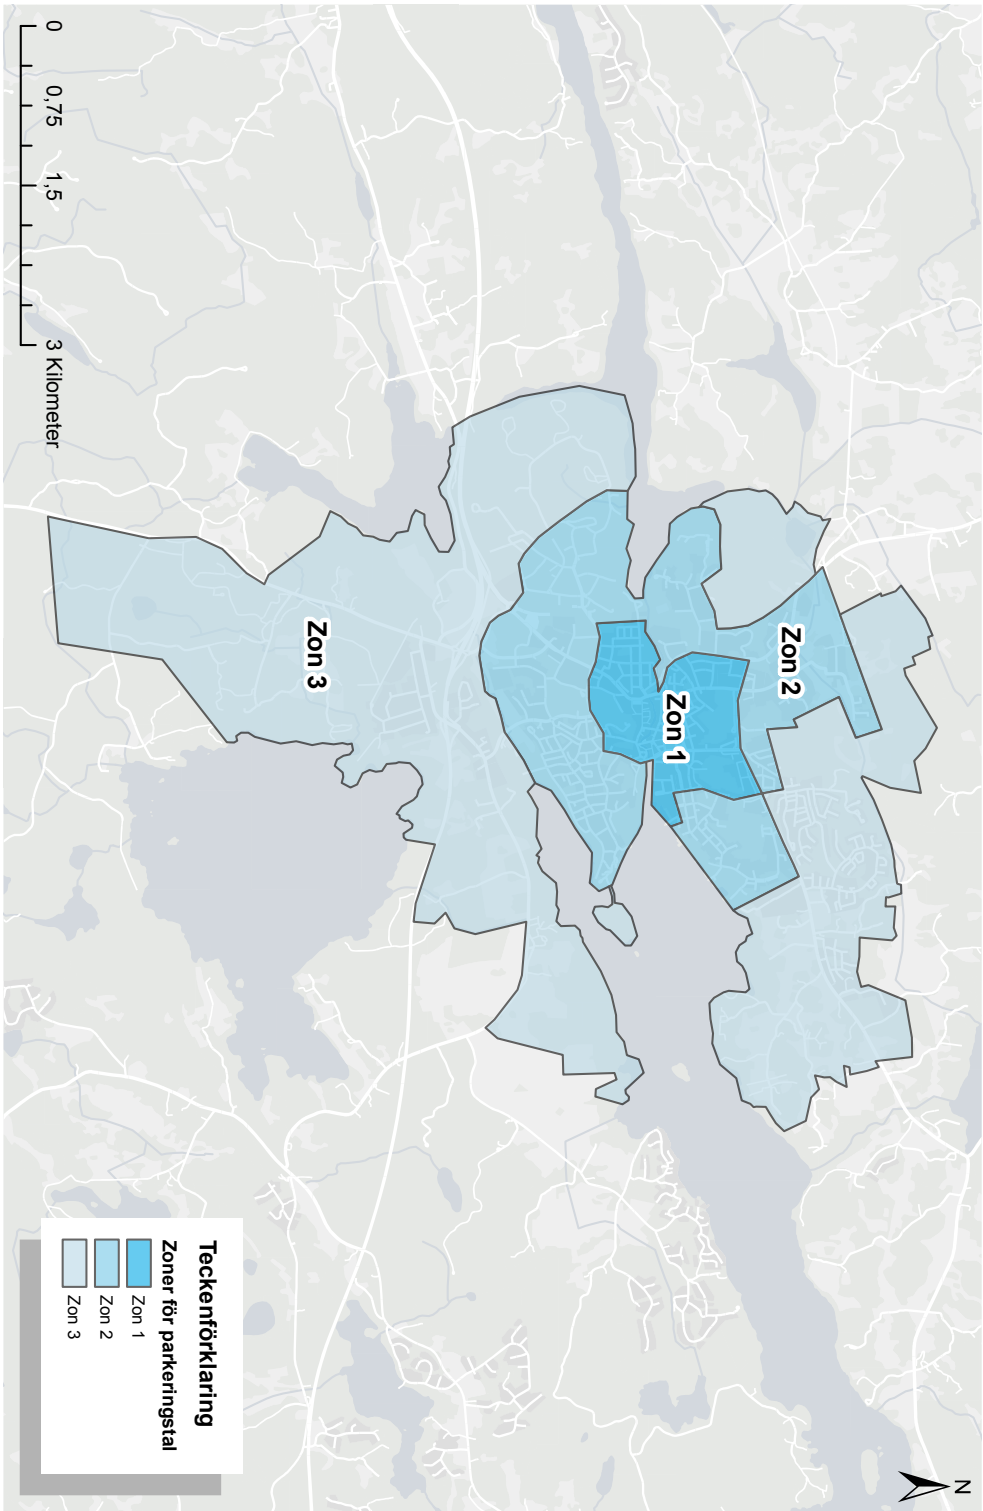 N
Zon 2
Zon 1
Zon 3
0 0,75 1,5 3 Kilometer
Teckenförklaring
Zoner för parkeringstal
Zon 1
Zon 2
Zon 3